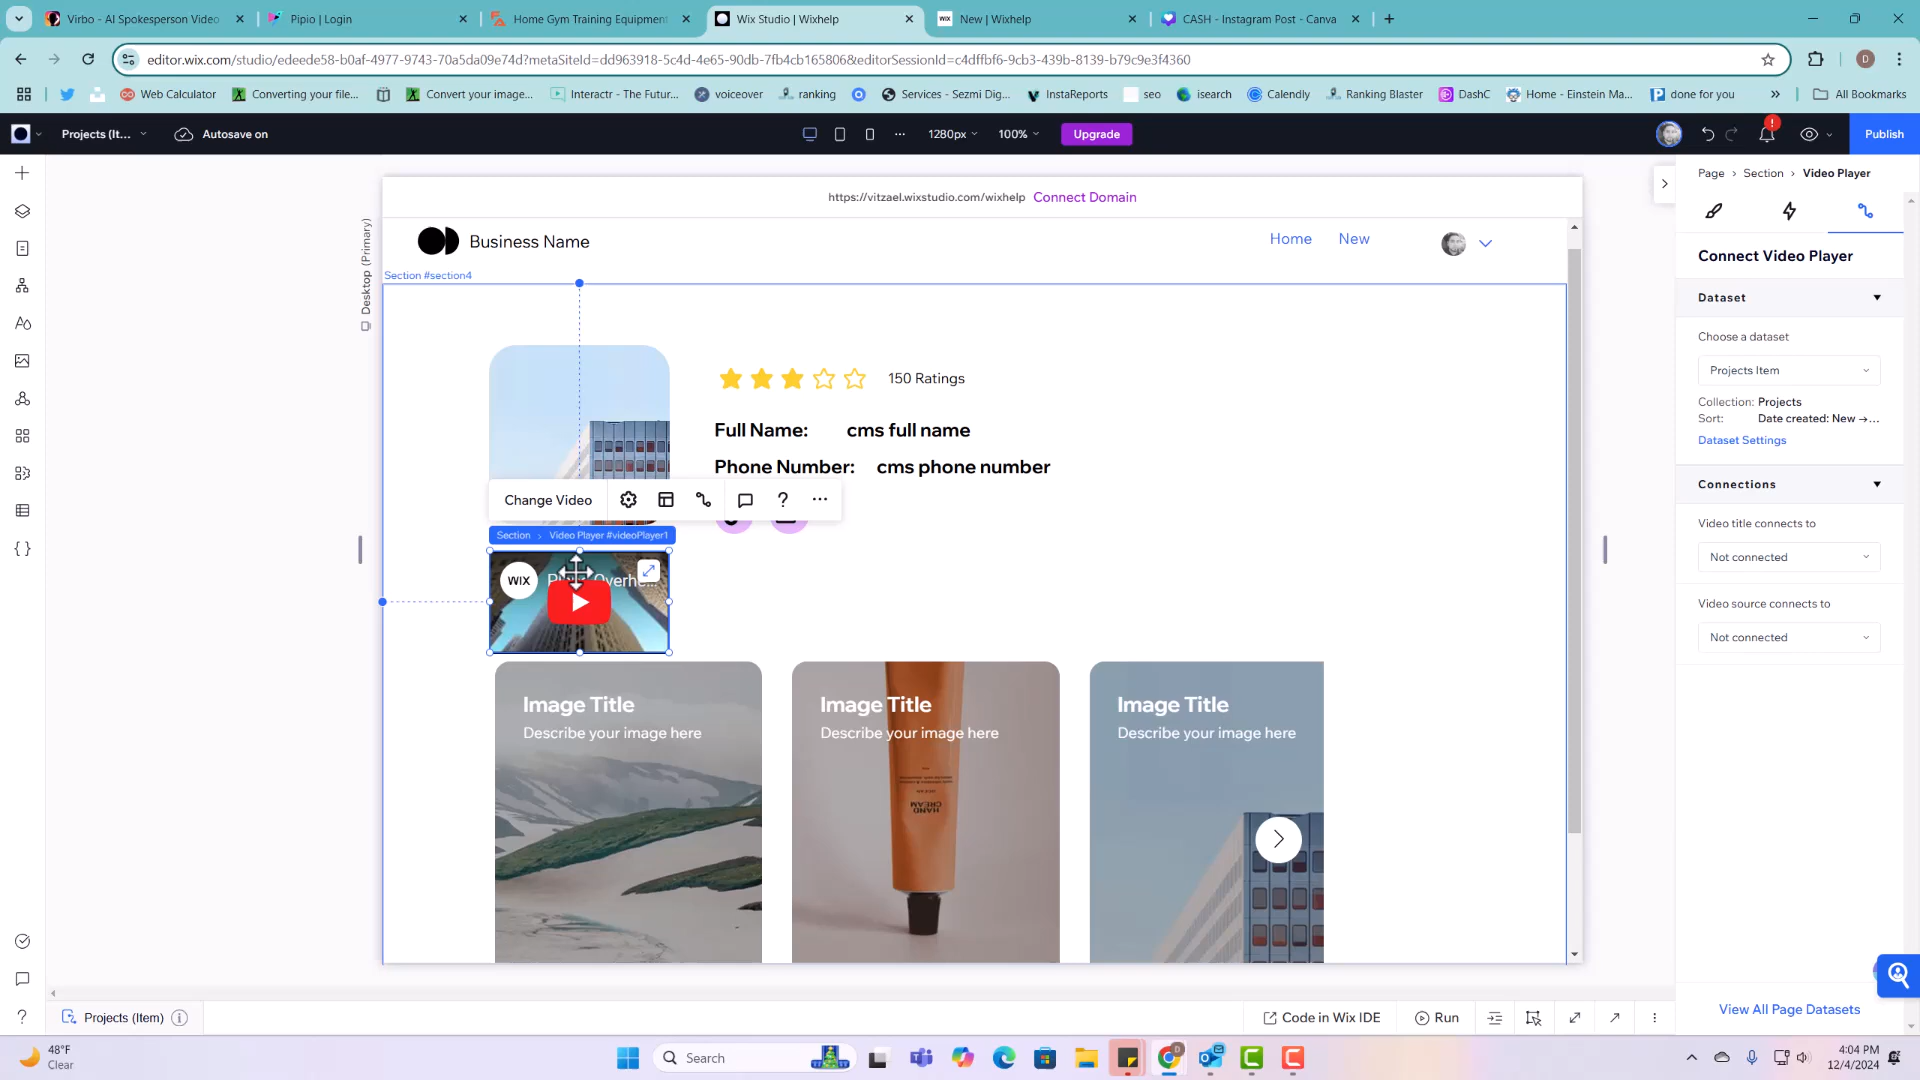 Virbo - AI Spokesperson Video
Pipio | Login
Home Gym Training Equipment
Wix Studio | Wixhelp
WIX New | Wixhelp
CASH - Instagram Post - Canva
editor.wix.com/studio/edeede58-b0af-4977-9743-70a5da09e74d?metaSiteId=dd963918-5c4d-4e65-90db-7fb4cb165806&editorSessionId=c4dffbf6-9cb3-439b-8139-b79c9e3f4360
D
Web Calculator
Converting your file...
Convert your image...
Interactr - The Futur...
voiceover
ranking
Services - Sezmi Dig...
InstaReports
seo
isearch
Calendly
Ranking Blaster
DashC
Home - Einstein Ma...
done for you
All Bookmarks
Projects (It...
Autosave on
1280px
100%
Upgrade
Publish
https://vitzael.wixstudio.com/wixhelp Connect Domain
Page > Section > Video Player
Desktop (Primary)
Business Name
Home
New
Section #section4
Connect Video Player
Dataset
Choose a dataset
Projects Item
Collection: Projects
Sort: Date created: New →...
Dataset Settings
150 Ratings
Full Name: cms full name
Phone Number: cms phone number
Change Video
Section > Video Player #videoPlayer1
WIX
Connections
Video title connects to
Not connected
Video source connects to
Not connected
Image Title
Describe your image here
Image Title
Describe your image here
Image Title
Describe your image here
HAND
CREAM
View All Page Datasets
Projects (Item)
Code in Wix IDE
Run
48°F
Clear
Search
4:04 PM
12/4/2024